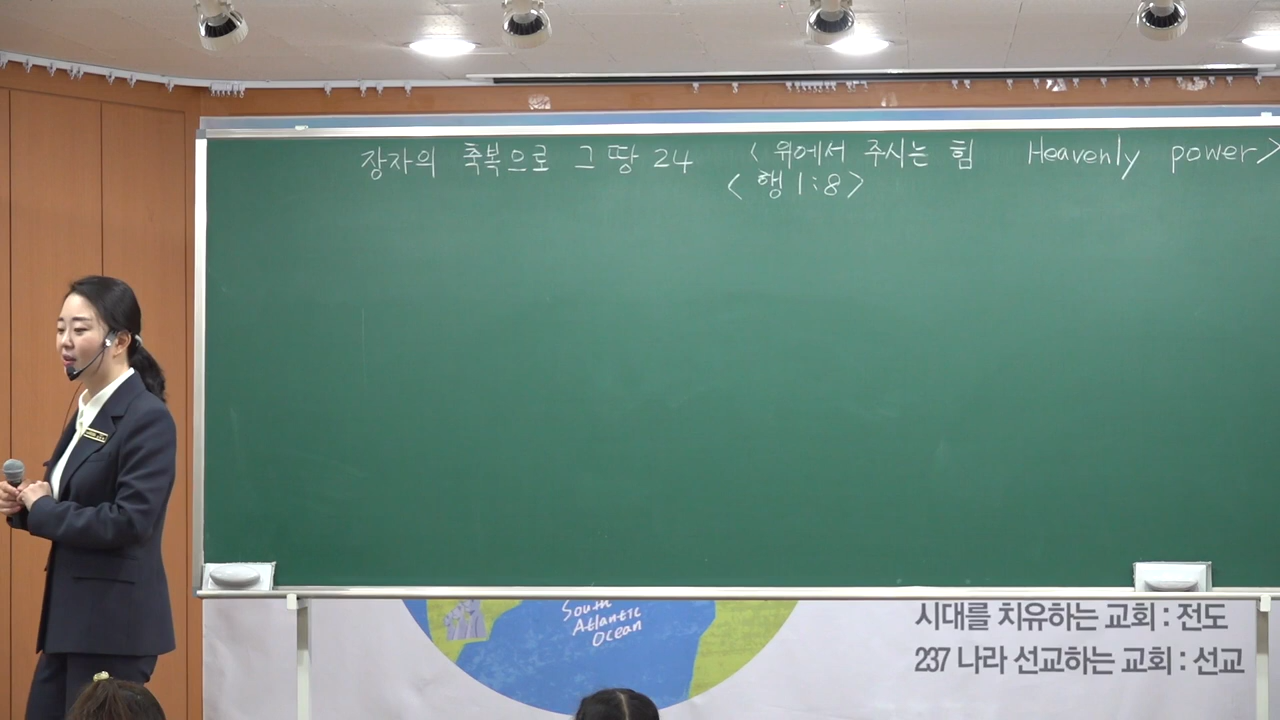 장자의 축복으로 그 땅 24 < 위에서 주시는 힘 Heavenly power>
< 행 1:8>
South
Atlantic
Ocean
시대를 치유하는 교회 : 전도
237 나라 선교하는 교회 : 선교